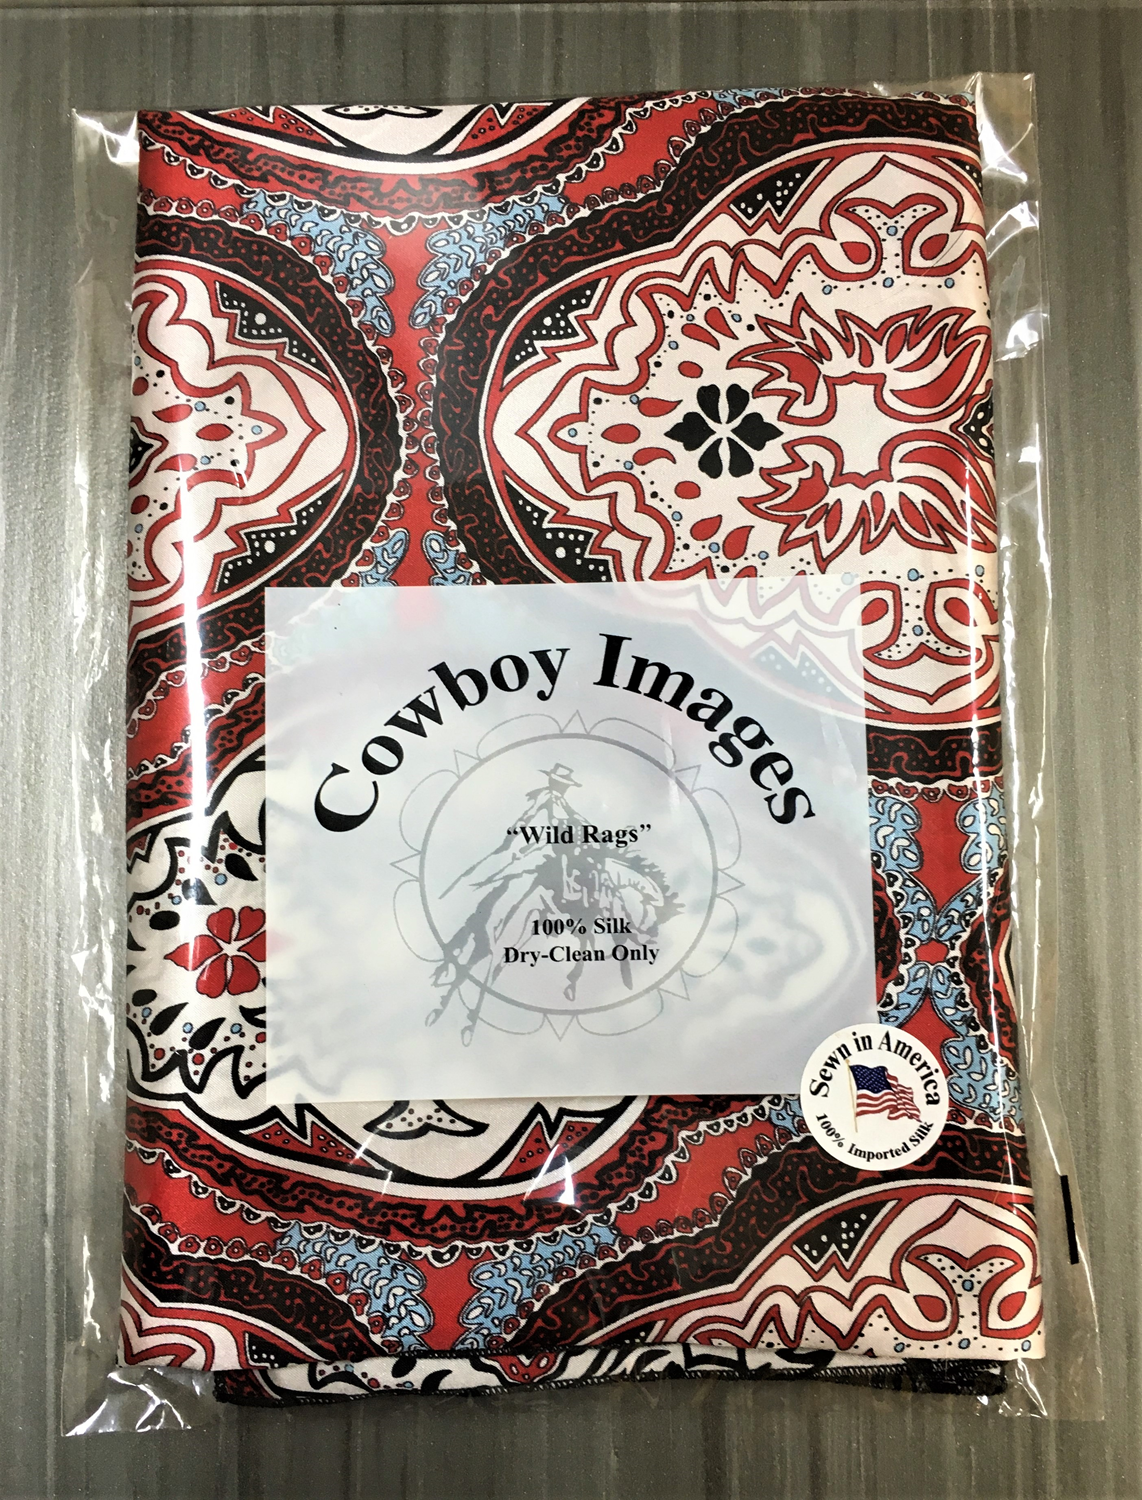 Cowboy Images
“Wild Rags”
100% Silk
Dry-Clean Only
Sewn in America
100% Imported Silk